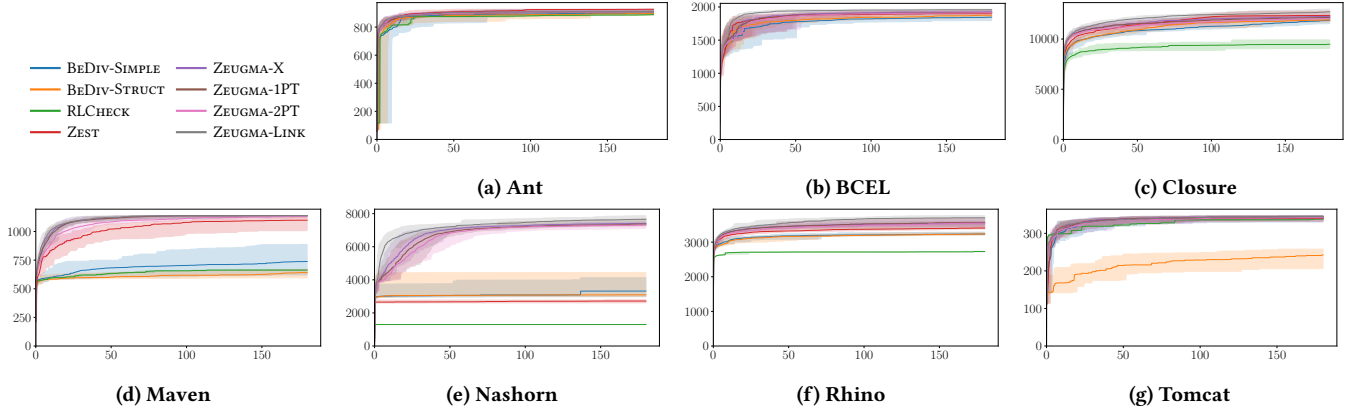 BEDIV-SIMPLE
BEDIV-STRUCT
RLCHECK
ZEST
ZEUGMA-X
ZEUGMA-1PT
ZEUGMA-2PT
ZEUGMA-LINK
800
600
400
200
0
0 50 100 150
(a) Ant
2000
1500
1000
500
0
0 50 100 150
(b) BCEL
10000
5000
0
0 50 100 150
(c) Closure
1000
750
500
250
0
0 50 100 150
(d) Maven
8000
6000
4000
2000
0
0 50 100 150
(e) Nashorn
3000
2000
1000
0
0 50 100 150
(f) Rhino
300
200
100
0
0 50 100 150
(g) Tomcat